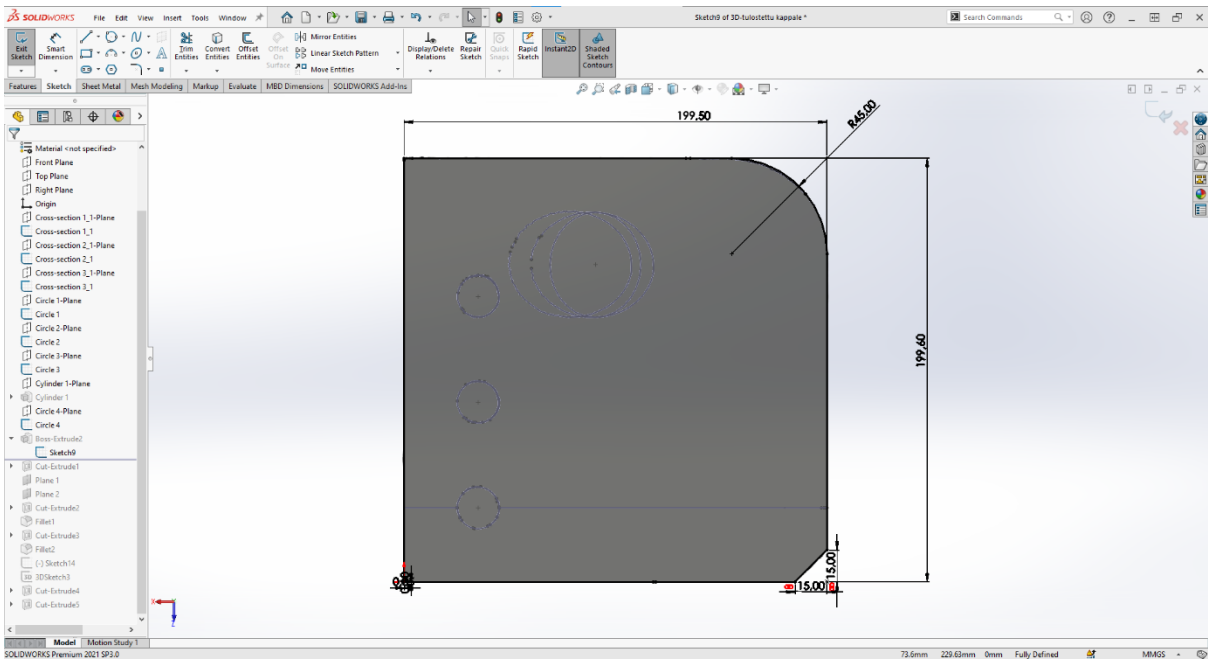 SOLIDWORKS File Edit View Insert Tools Window Sketch9 of 3D-tulostettu kappale * Search Commands
Exit Sketch Smart Dimension Trim Entities Convert Entities Offset Entities Offset On Surface Mirror Entities Linear Sketch Pattern Move Entities Display/Delete Relations Repair Sketch Quick Snaps Rapid Sketch Instant2D Shaded Sketch Contours
Features Sketch Sheet Metal Mesh Modeling Markup Evaluate MBD Dimensions SOLIDWORKS Add-Ins
Material <not specified>
Front Plane
Top Plane
Right Plane
Origin
Cross-section 1_1-Plane
Cross-section 1_1
Cross-section 2_1-Plane
Cross-section 2_1
Cross-section 3_1-Plane
Cross-section 3_1
Circle 1-Plane
Circle 1
Circle 2-Plane
Circle 2
Circle 3-Plane
Circle 3
Cylinder 1-Plane
Cylinder 1
Circle 4-Plane
Circle 4
Boss-Extrude2
Sketch9
Cut-Extrude1
Plane 1
Plane 2
Cut-Extrude2
Fillet1
Cut-Extrude3
Fillet2
(-) Sketch14
3DSketch3
Cut-Extrude4
Cut-Extrude5
199,50
R45,00
199,60
15,00
15,00
X
Z
Model Motion Study 1
SOLIDWORKS Premium 2021 SP3.0 73.6mm 229.63mm 0mm Fully Defined MMGS